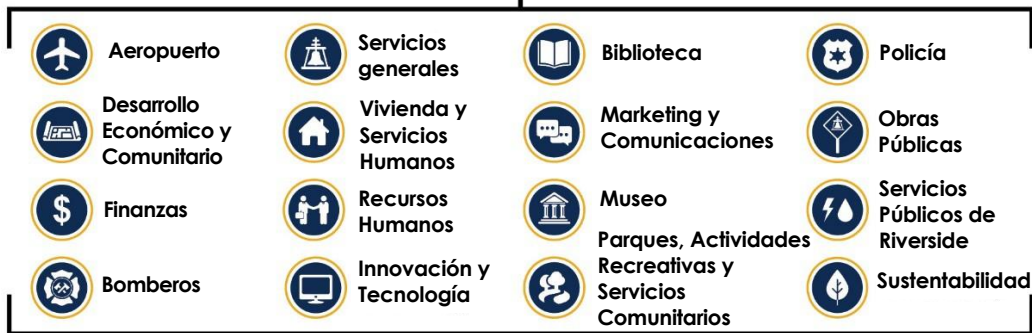 Aeropuerto
Desarrollo
Económico y
Comunitario
Finanzas
Bomberos
Servicios
generales
Vivienda y
Servicios
Humanos
Recursos
Humanos
Innovación y
Tecnología
Biblioteca
Marketing y
Comunicaciones
Museo
Parques, Actividades
Recreativas y
Servicios
Comunitarios
Policía
Obras
Públicas
Servicios
Públicos de
Riverside
Sustentabilidad